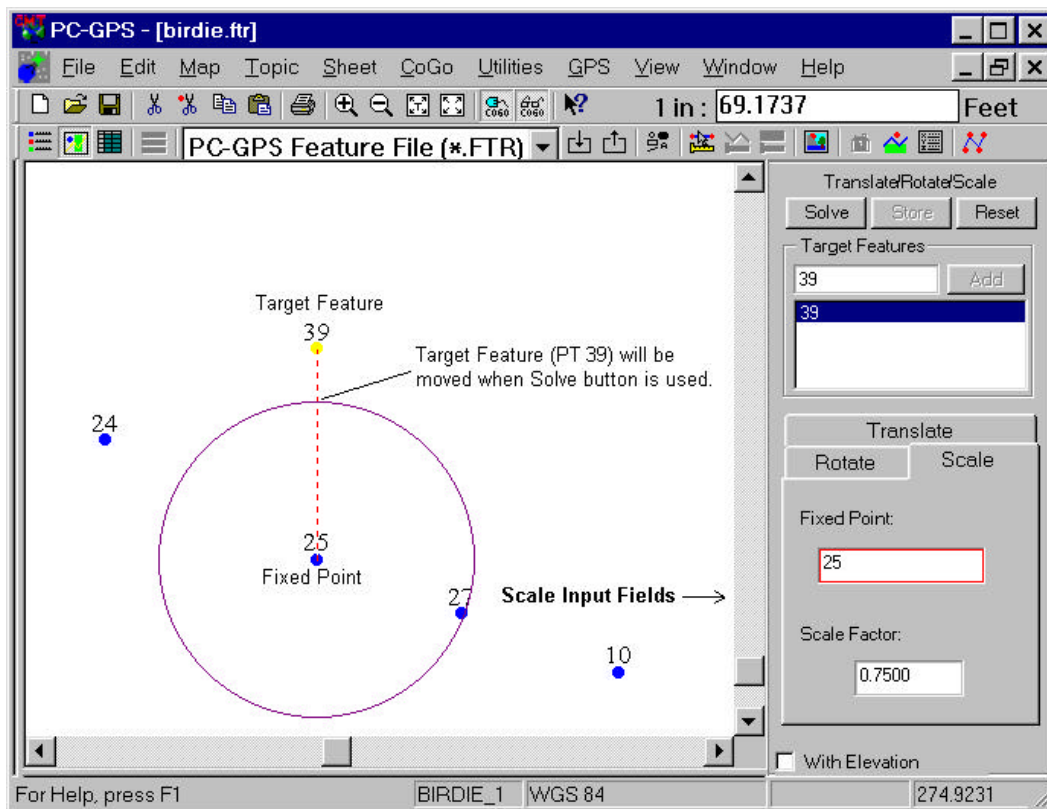 PC-GPS - [birdie.ftr]
File Edit Map Topic Sheet CoGo Utilities GPS View Window Help
COGO COGO 1 in : 69.1737 Feet
PC-GPS Feature File (*.FTR)
Translate/Rotate/Scale
Solve Store Reset
Target Features
39 Add
39
Translate
Rotate Scale
Fixed Point:
25
Scale Factor:
0.7500
With Elevation
Target Feature
39
Target Feature (PT 39) will be
moved when Solve button is used.
24
25
Fixed Point
27
Scale Input Fields
10
For Help, press F1 BIRDIE_1 WGS 84 274.9231